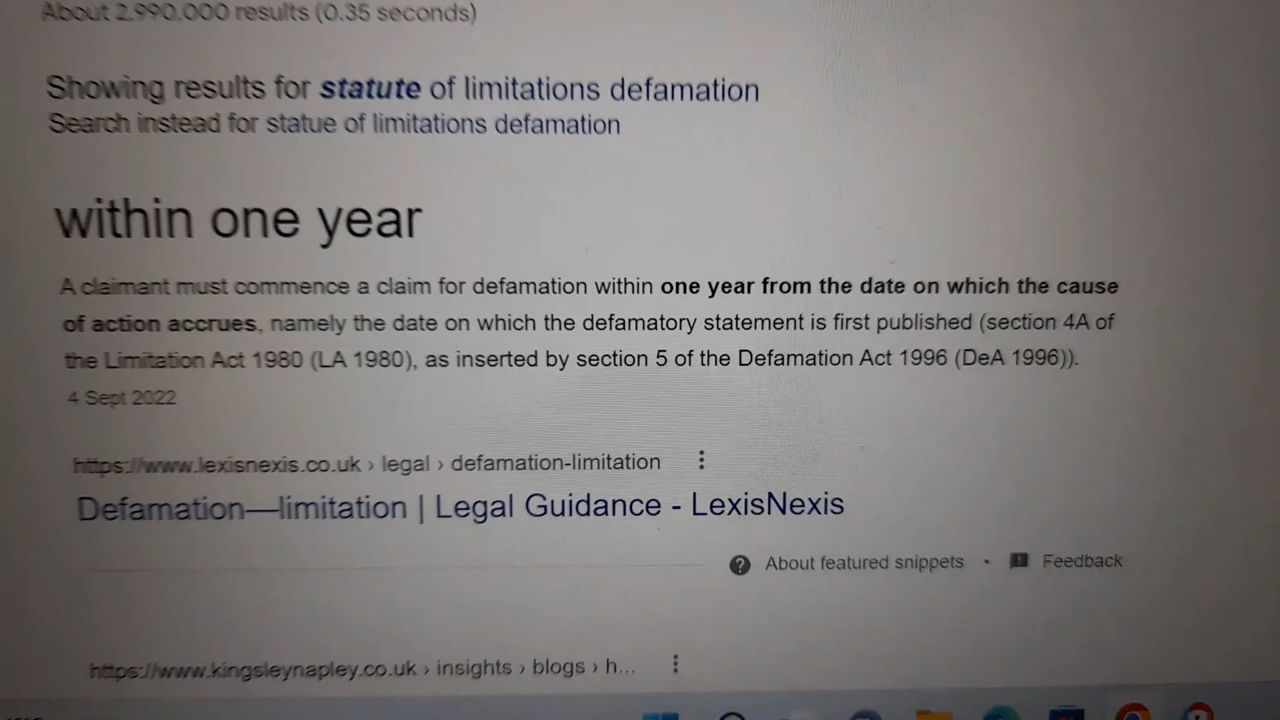 About 2,990,000 results (0.35 seconds)
Showing results for statute of limitations defamation
Search instead for statue of limitations defamation
within one year
A claimant must commence a claim for defamation within one year from the date on which the cause
of action accrues, namely the date on which the defamatory statement is first published (section 4A of
the Limitation Act 1980 (LA 1980), as inserted by section 5 of the Defamation Act 1996 (DeA 1996)).
4 Sept 2022
https://www.lexisnexis.co.uk › legal › defamation-limitation
Defamation—limitation | Legal Guidance - LexisNexis
About featured snippets • Feedback
https://www.kingsleynapley.co.uk › insights › blogs › h...